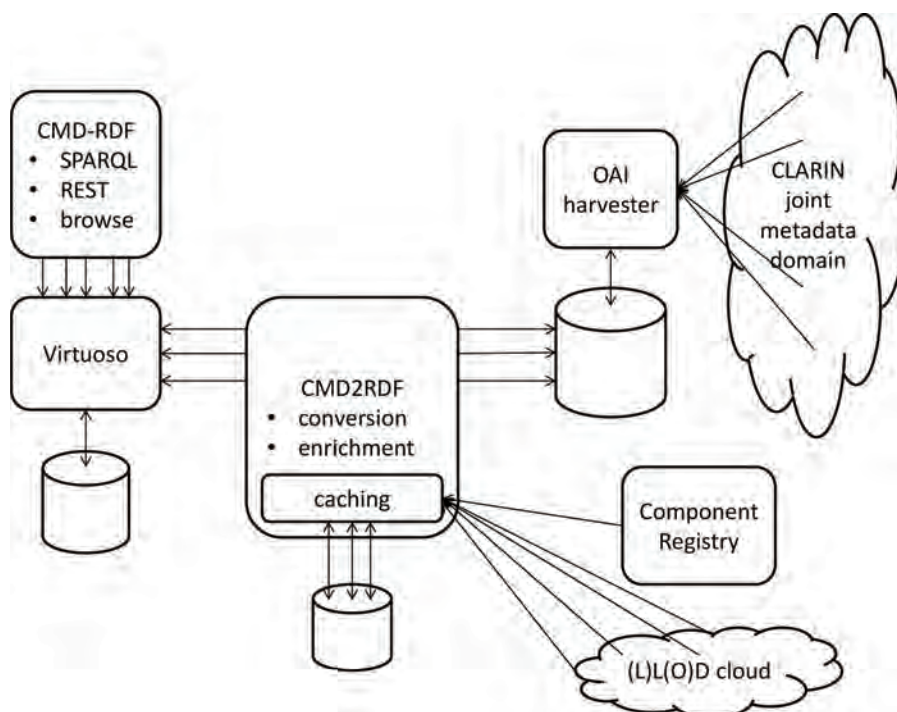 CMD-RDF
• SPARQL
• REST
• browse
Virtuoso
CMD2RDF
• conversion
• enrichment
caching
OAI
harvester
CLARIN
joint
metadata
domain
Component
Registry
(L)L(O)D cloud